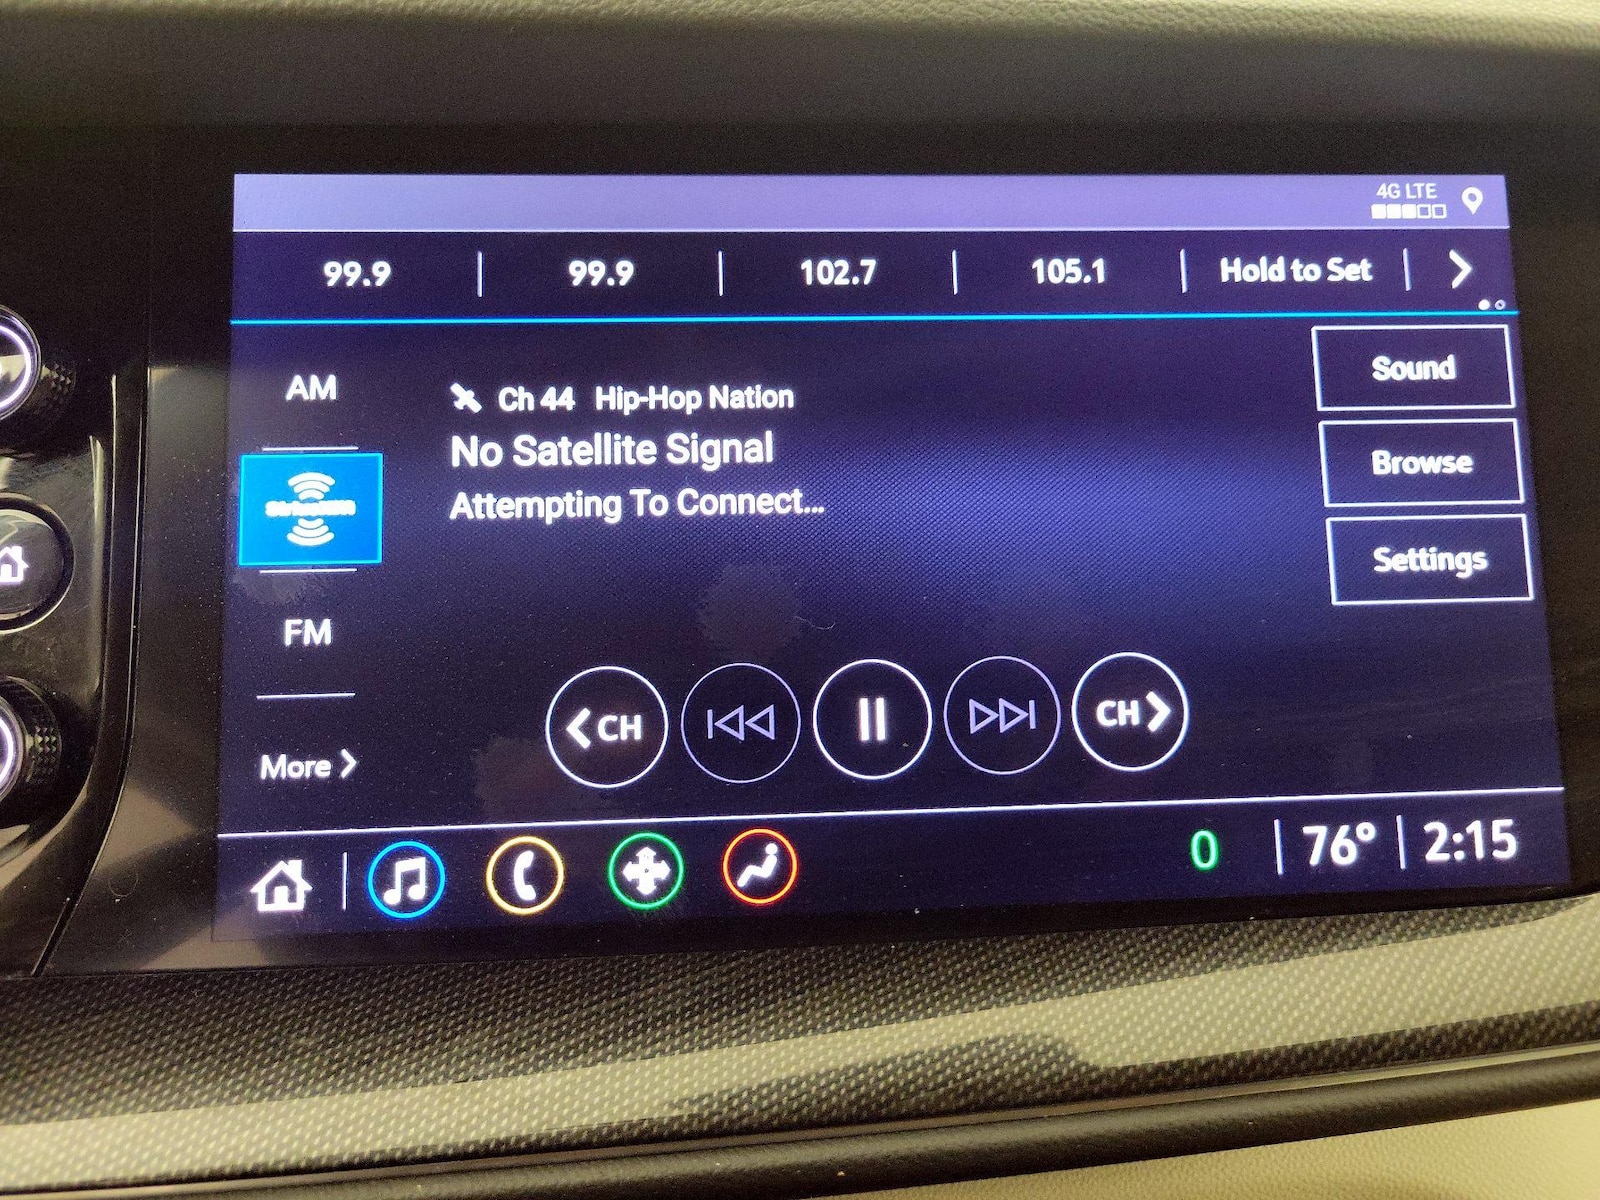 4G LTE
99.9 99.9 102.7 105.1 Hold to Set
AM
Ch 44 Hip-Hop Nation
No Satellite Signal
Attempting To Connect...
Sound
Browse
Settings
FM
More
CH
CH
0 76° 2:15